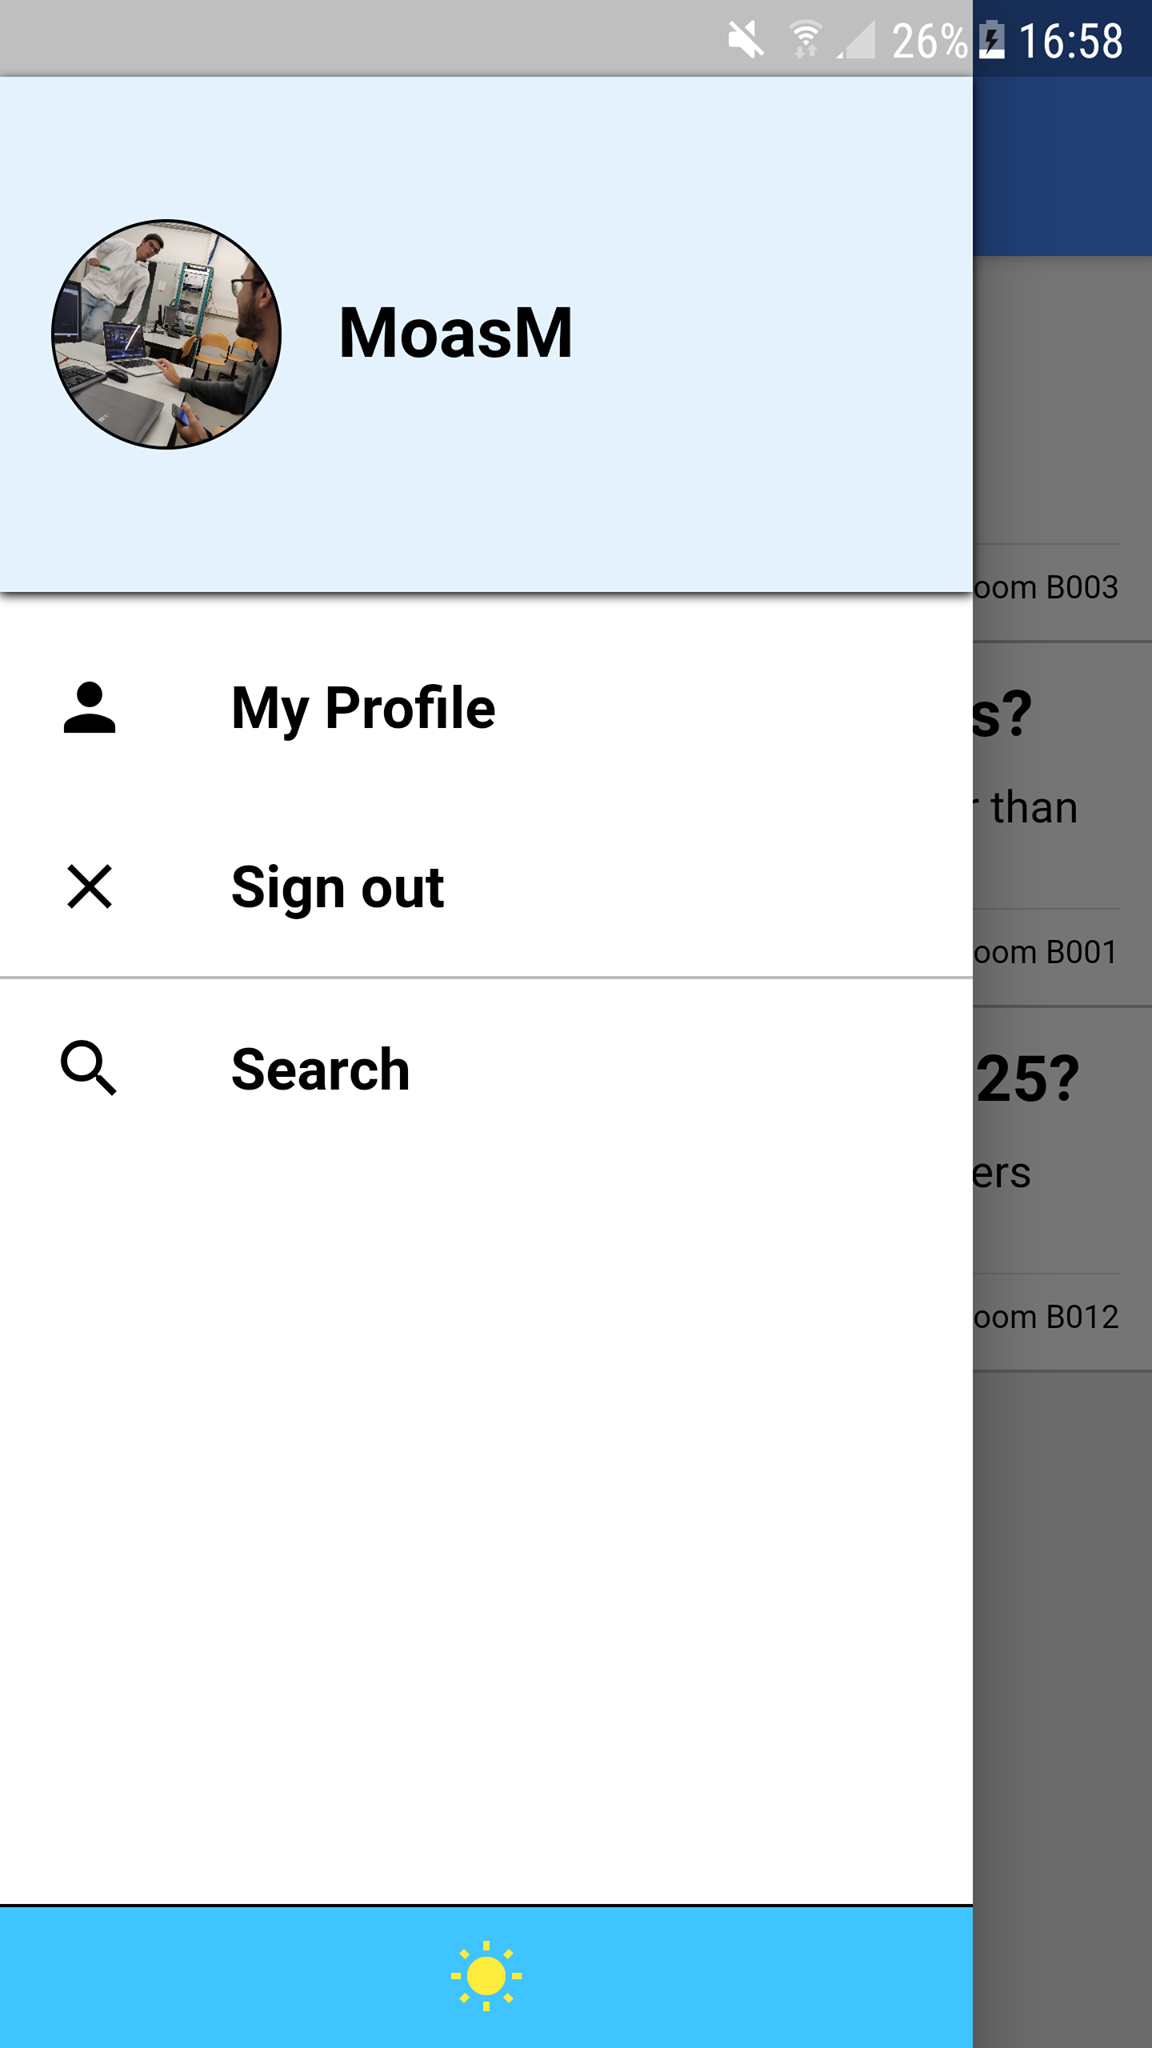 26% 16:58
MoasM
oom B003
My Profile
s?
than
Sign out
oom B001
Search
25?
ers
oom B012